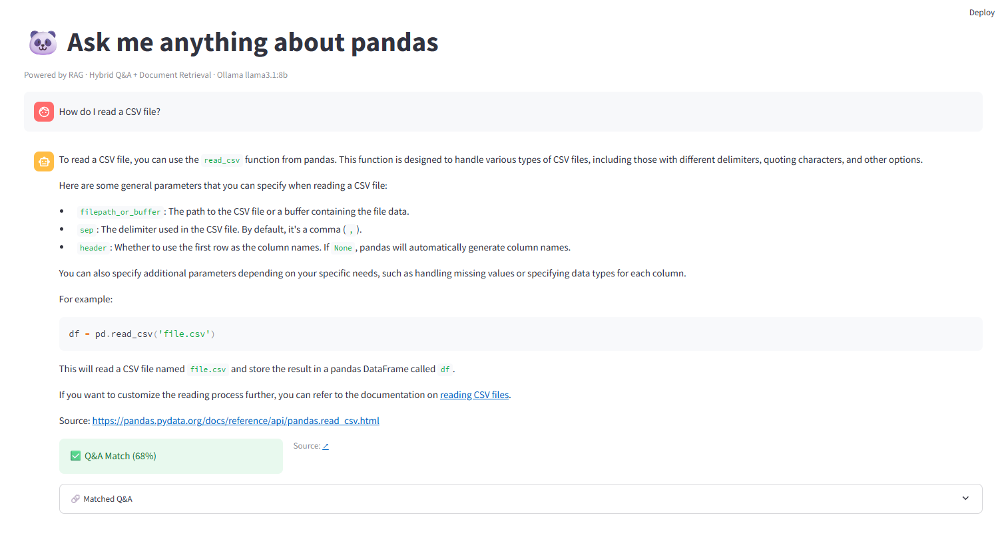 Deploy
Ask me anything about pandas
Powered by RAG · Hybrid Q&A + Document Retrieval · Ollama llama3.1:8b
How do I read a CSV file?
To read a CSV file, you can use the read_csv function from pandas. This function is designed to handle various types of CSV files, including those with different delimiters, quoting characters, and other options.
Here are some general parameters that you can specify when reading a CSV file:
• filepath_or_buffer : The path to the CSV file or a buffer containing the file data.
• sep : The delimiter used in the CSV file. By default, it's a comma ( , ).
• header : Whether to use the first row as the column names. If None , pandas will automatically generate column names.
You can also specify additional parameters depending on your specific needs, such as handling missing values or specifying data types for each column.
For example:
df = pd.read_csv('file.csv')
This will read a CSV file named file.csv and store the result in a pandas DataFrame called df .
If you want to customize the reading process further, you can refer to the documentation on reading CSV files.
Source: https://pandas.pydata.org/docs/reference/api/pandas.read_csv.html
Q&A Match (68%)
Source: ↗
Matched Q&A